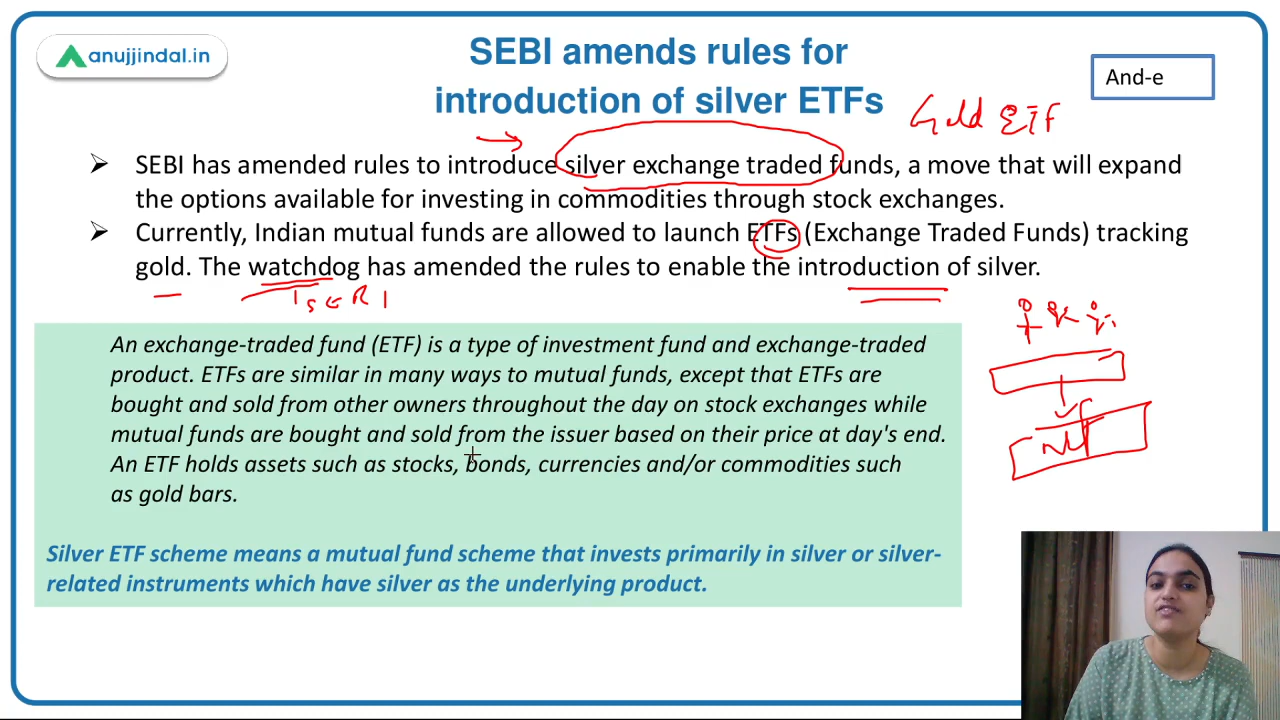 anujjindal.in
SEBI amends rules for
introduction of silver ETFs
And-e
Gold ETF
➢ SEBI has amended rules to introduce silver exchange traded funds, a move that will expand
the options available for investing in commodities through stock exchanges.
➢ Currently, Indian mutual funds are allowed to launch ETFs (Exchange Traded Funds) tracking
gold. The watchdog has amended the rules to enable the introduction of silver.
SEBI
An exchange-traded fund (ETF) is a type of investment fund and exchange-traded
product. ETFs are similar in many ways to mutual funds, except that ETFs are
bought and sold from other owners throughout the day on stock exchanges while
mutual funds are bought and sold from the issuer based on their price at day's end.
An ETF holds assets such as stocks, bonds, currencies and/or commodities such
as gold bars.
MF
Silver ETF scheme means a mutual fund scheme that invests primarily in silver or silver-
related instruments which have silver as the underlying product.